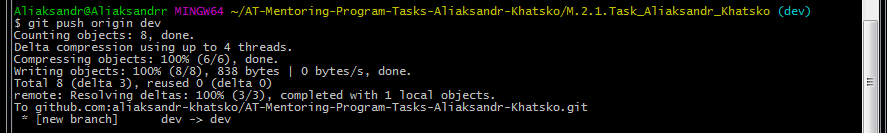 Aliaksandr@Aliaksandrr MINGW64 ~/AT-Mentoring-Program-Tasks-Aliaksandr-Khatsko/M.2.1.Task_Aliaksandr_Khatsko (dev)
$ git push origin dev
Counting objects: 8, done.
Delta compression using up to 4 threads.
Compressing objects: 100% (6/6), done.
Writing objects: 100% (8/8), 838 bytes | 0 bytes/s, done.
Total 8 (delta 3), reused 0 (delta 0)
remote: Resolving deltas: 100% (3/3), completed with 1 local objects.
To github.com:aliaksandr-khatsko/AT-Mentoring-Program-Tasks-Aliaksandr-Khatsko.git
 * [new branch]      dev -> dev